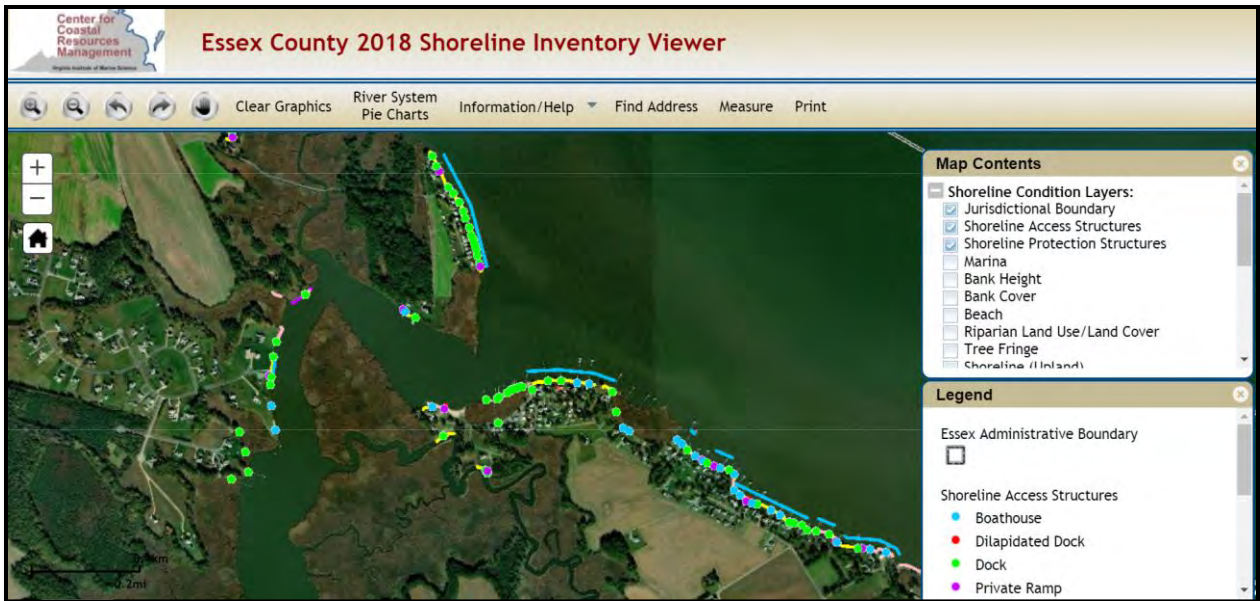 Center for
Coastal
Resources
Management
Virginia Institute of Marine Science
Essex County 2018 Shoreline Inventory Viewer
Clear Graphics
River System
Pie Charts
Information/Help
Find Address
Measure
Print
+
−
Map Contents
Shoreline Condition Layers:
Jurisdictional Boundary
Shoreline Access Structures
Shoreline Protection Structures
Marina
Bank Height
Bank Cover
Beach
Riparian Land Use/Land Cover
Tree Fringe
Shoreline (Upland)
Legend
Essex Administrative Boundary
Shoreline Access Structures
Boathouse
Dilapidated Dock
Dock
Private Ramp